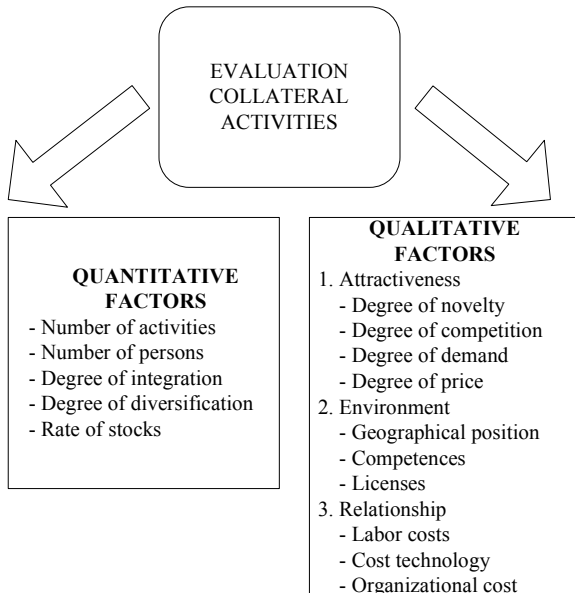 EVALUATION
COLLATERAL
ACTIVITIES
QUANTITATIVE
FACTORS
- Number of activities
- Number of persons
- Degree of integration
- Degree of diversification
- Rate of stocks
QUALITATIVE
FACTORS
1. Attractiveness
- Degree of novelty
- Degree of competition
- Degree of demand
- Degree of price
2. Environment
- Geographical position
- Competences
- Licenses
3. Relationship
- Labor costs
- Cost technology
- Organizational cost